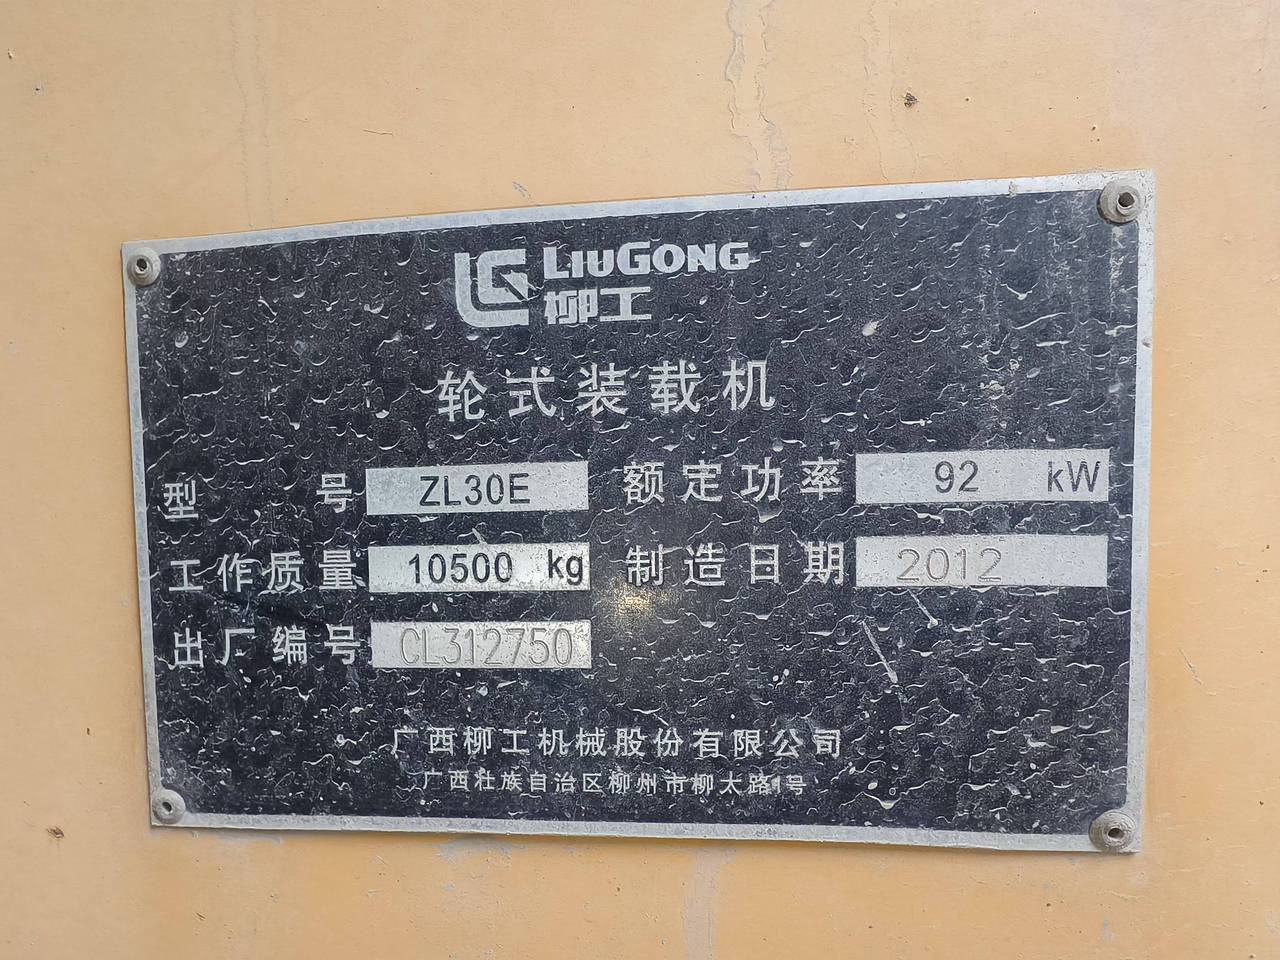 LG LIUGONG
柳工
轮式装载机
型号 ZL30E 额定功率 92 kW
工作质量 10500 kg 制造日期 2012
出厂编号 CL312750
广西柳工机械股份有限公司
广西壮族自治区柳州市柳太路1号